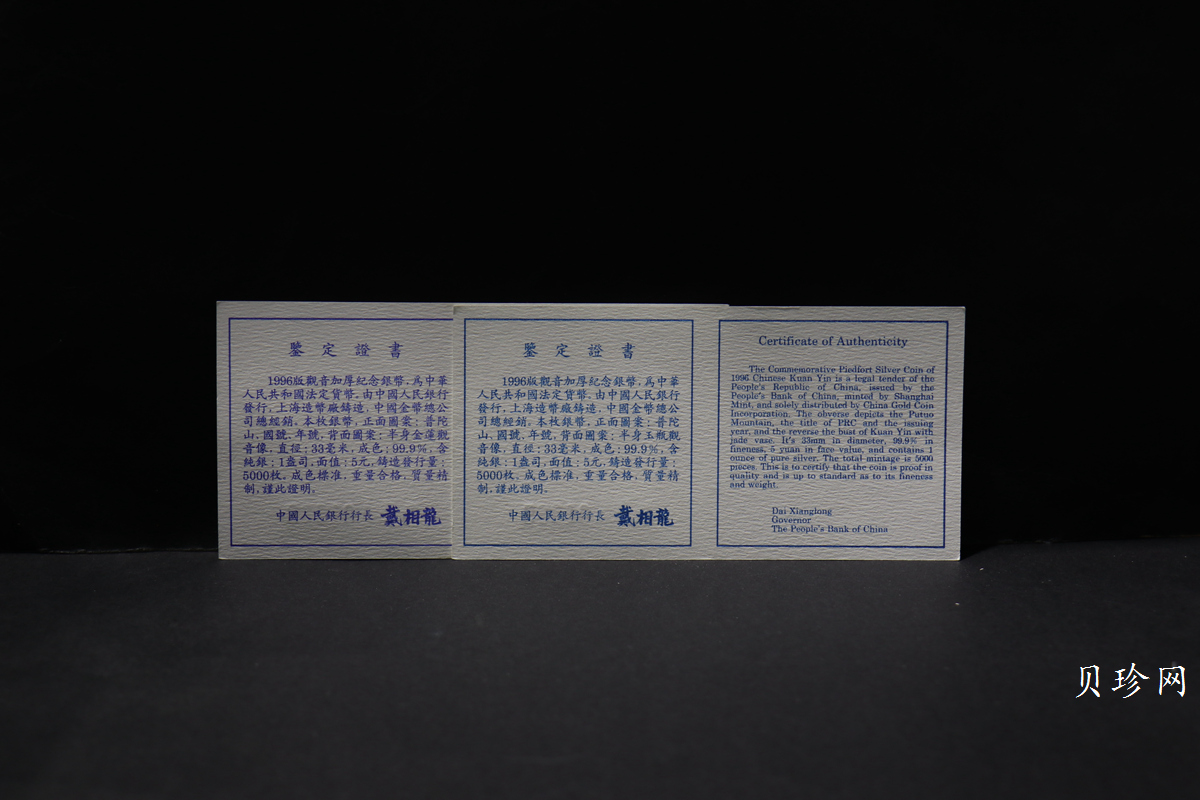 鑒定證書
1996版觀音加厚紀念銀幣，爲中華
人民共和國法定貨幣，由中國人民銀行
發行，上海造幣廠鑄造，中國金幣總公
司總經銷。本枚銀幣，正面圖案：普陀
山、國號、年號，背面圖案：半身金蓮觀
音像，直徑：33毫米，成色：99.9%，含
純銀：1盎司，面值：5元，鑄造發行量：
5000枚。成色標准，重量合格，質量精
制，謹此證明。
中國人民銀行行長 戴相龍
鑒定證書
1996版觀音加厚紀念銀幣，爲中華
人民共和國法定貨幣，由中國人民銀行
發行，上海造幣廠鑄造，中國金幣總公
司總經銷。本枚銀幣，正面圖案：普陀
山、國號、年號，背面圖案：半身玉瓶觀
音像，直徑：33毫米，成色：99.9%，含
純銀：1盎司，面值：5元，鑄造發行量：
5000枚。成色標准，重量合格，質量精
制，謹此證明。
中國人民銀行行長 戴相龍
Certificate of Authenticity
The Commemorative Piedfort Silver Coin of
1996 Chinese Kuan Yin is a legal tender of the
People's Republic of China, issued by the
People's Bank of China, minted by Shanghai
Mint, and solely distributed by China Gold Coin
Incorporation. The obverse depicts the Putuo
Mountain, the title of PRC and the issuing
year, and the reverse the bust of Kuan Yin with
jade vase. It's 33mm in diameter, 99.9% in
fineness, 5 yuan in face value, and contains 1
ounce of pure silver. The total mintage is 5000
pieces. This is to certify that the coin is proof in
quality and is up to standard as to its fineness
and weight.
Dai Xianglong
Governor
The People's Bank of China
贝珍网